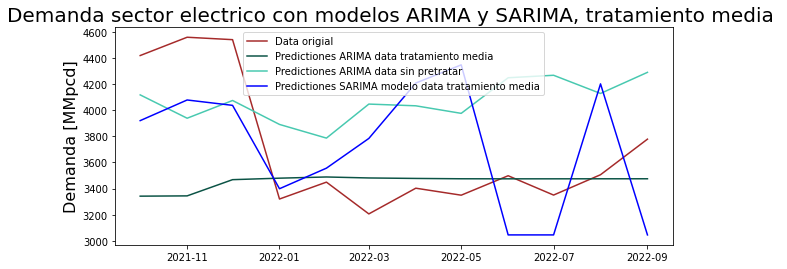 Demanda sector electrico con modelos ARIMA y SARIMA, tratamiento media
Demanda [MMpcd]
4600
4400
4200
4000
3800
3600
3400
3200
3000
Data origial
Predictiones ARIMA data tratamiento media
Predictiones ARIMA data sin pretratar
Predictiones SARIMA modelo data tratamiento media
2021-11
2022-01
2022-03
2022-05
2022-07
2022-09